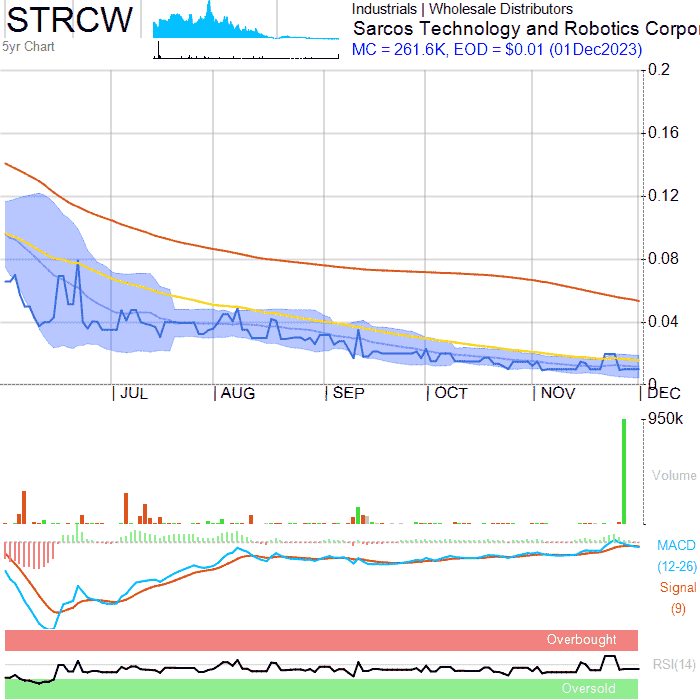 STRCW
5yr Chart
Industrials | Wholesale Distributors
Sarcos Technology and Robotics Corpor
MC = 261.6K, EOD = $0.01 (01Dec2023)
0.2
0.16
0.12
0.08
0.04
0
JUL AUG SEP OCT NOV DEC
950k
Volume
MACD
(12-26)
Signal
(9)
Overbought
RSI(14)
Oversold